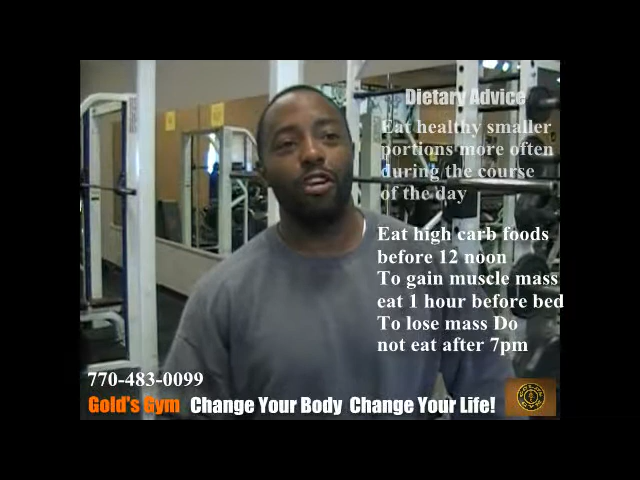 Dietary Advice
Eat healthy smaller
portions more often
during the course
of the day
Eat high carb foods
before 12 noon
To gain muscle mass
eat 1 hour before bed
To lose mass Do
not eat after 7pm
770-483-0099
Gold's Gym Change Your Body Change Your Life!